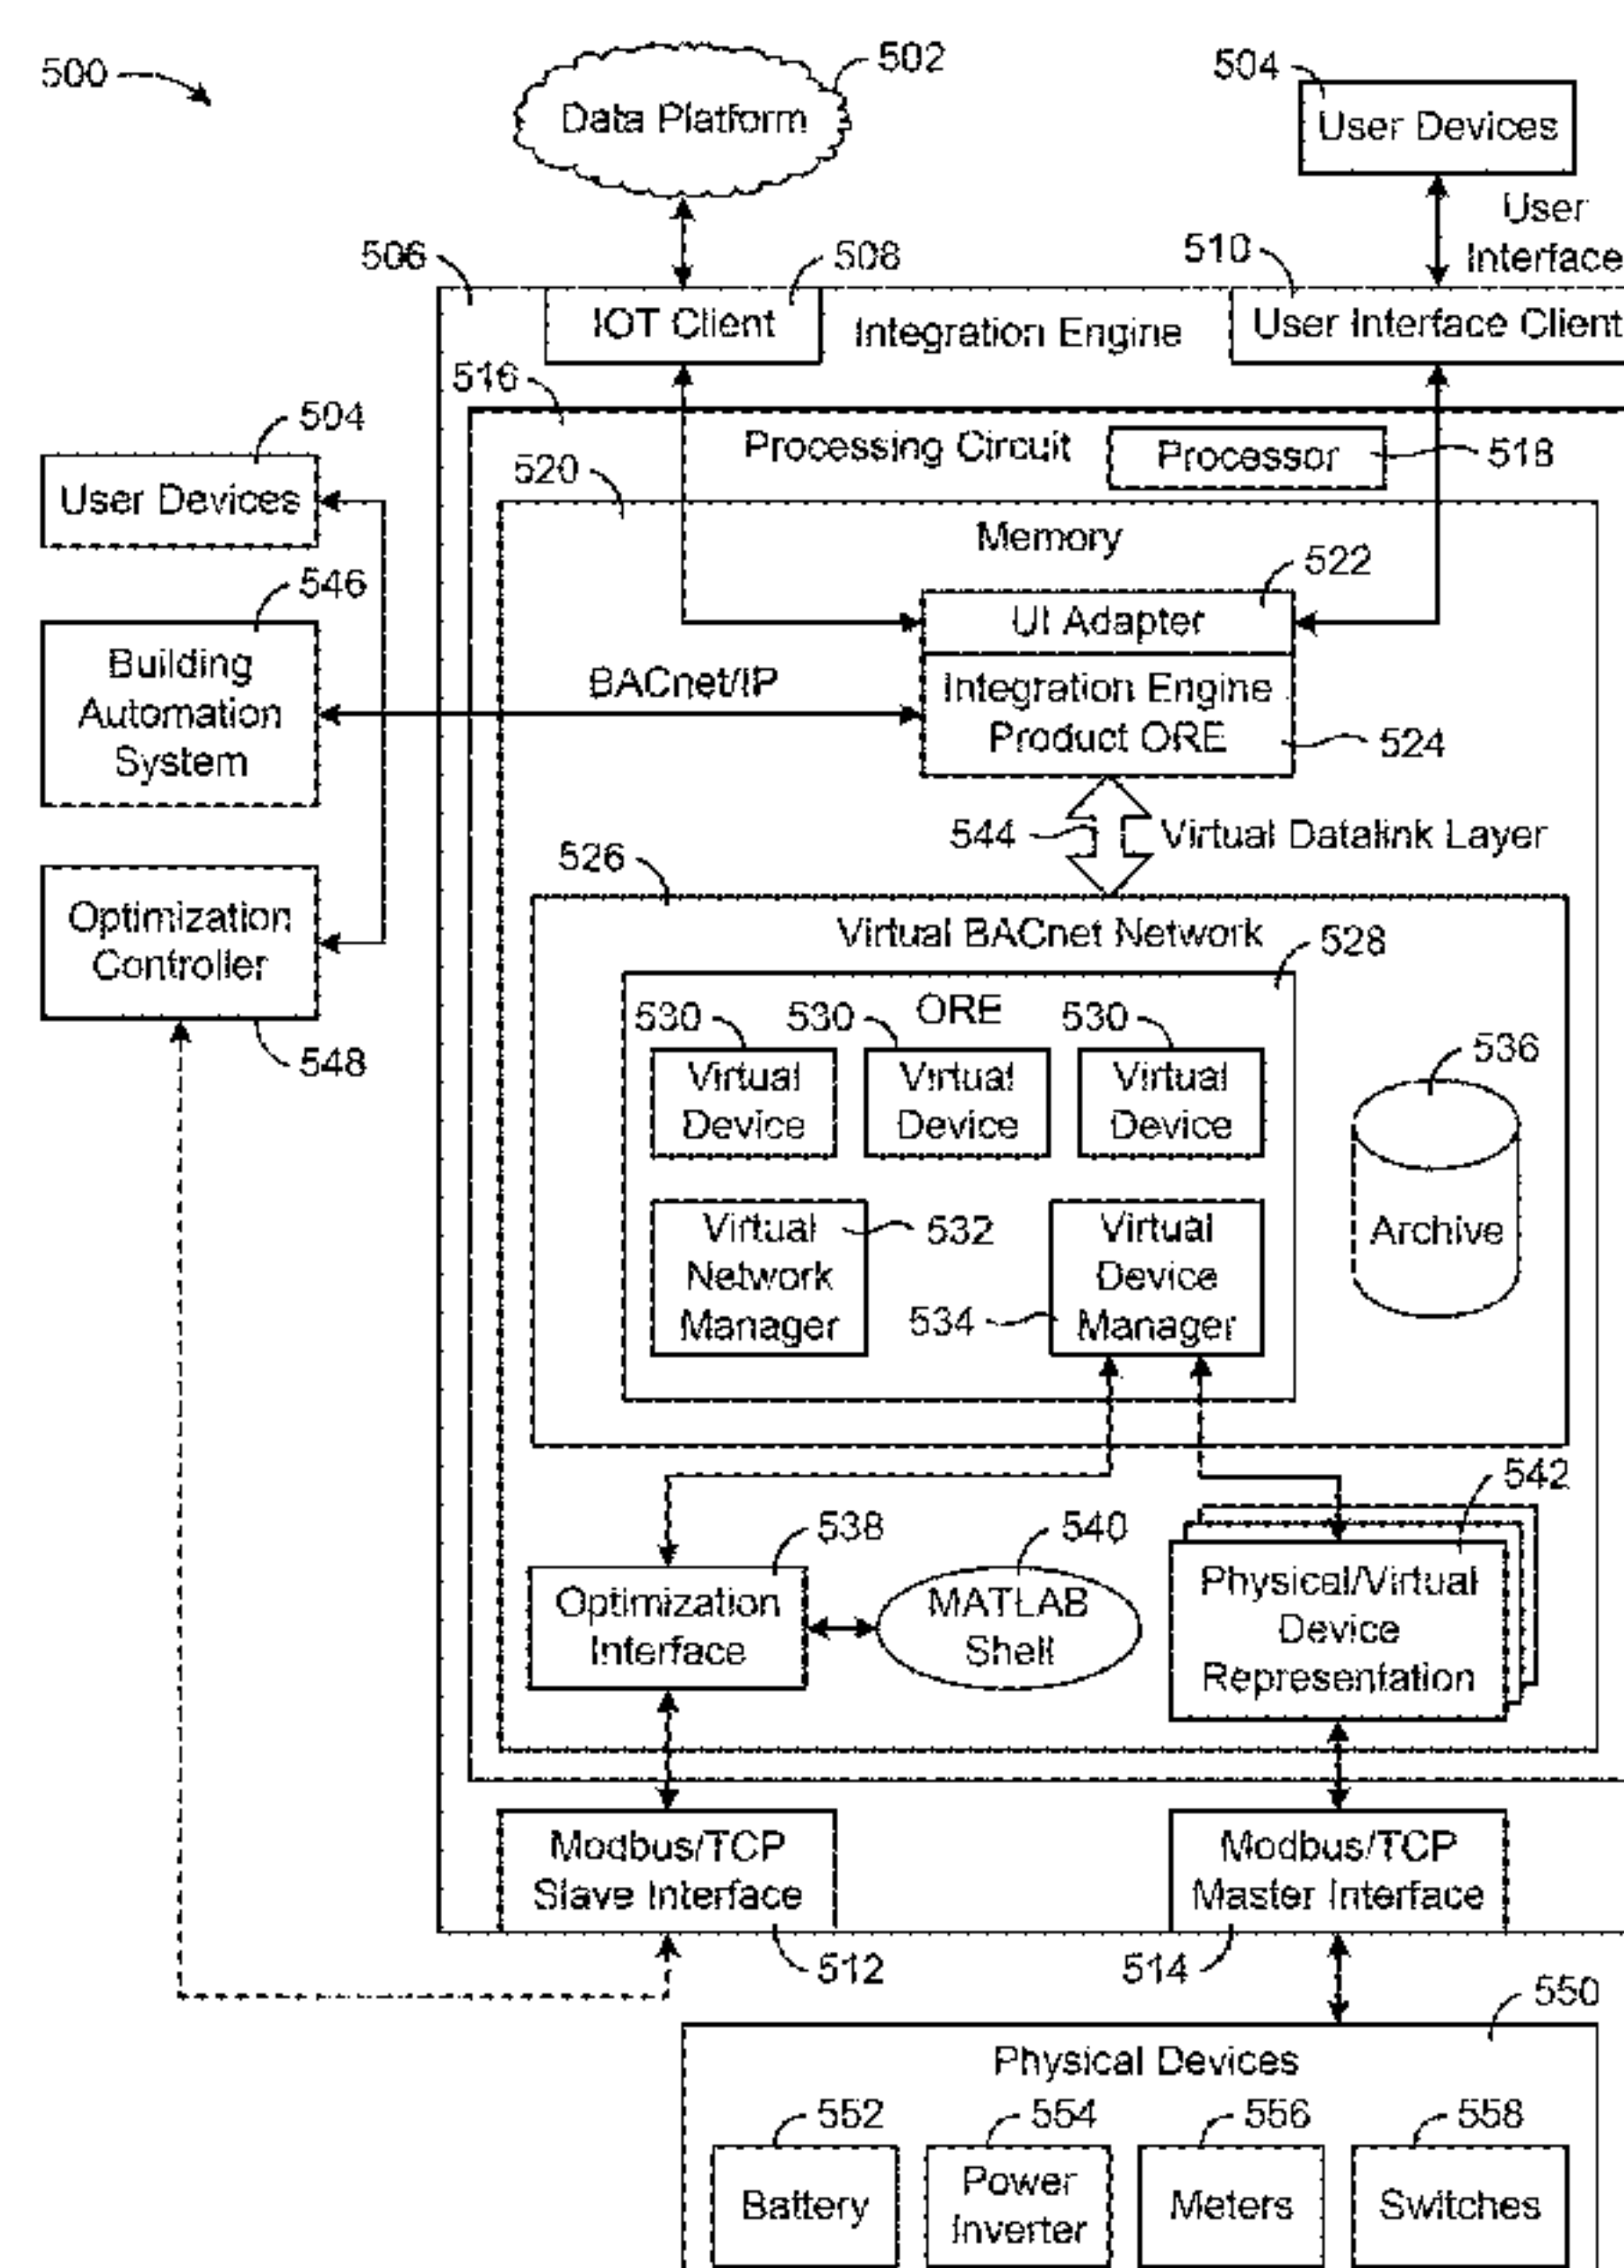 500
502
504
Data Platform
User Devices
User
Interface
506
508
510
IOT Client
Integration Engine
User Interface Client
516
504
Processing Circuit
Processor
518
520
User Devices
Memory
546
522
UI Adapter
Building
Automation
System
BACnet/IP
Integration Engine
Product ORE
524
544
Virtual Datalink Layer
526
Optimization
Controller
548
Virtual BACnet Network
528
ORE
530
530
530
536
Virtual
Device
Virtual
Device
Virtual
Device
Virtual
Network
Manager
532
534
Virtual
Device
Manager
Archive
538
540
542
Optimization
Interface
MATLAB
Shell
Physical/Virtual
Device
Representation
Modbus/TCP
Slave Interface
Modbus/TCP
Master Interface
512
514
550
Physical Devices
552
554
556
558
Battery
Power
Inverter
Meters
Switches